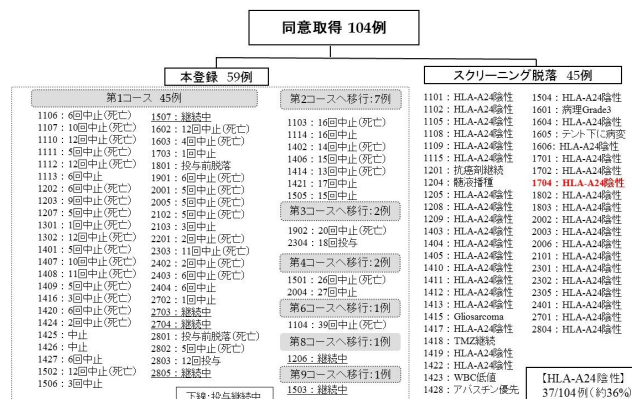 同意取得 104例
本登録 59例
第1コース 45例
1106：6回中止(死亡)
1107：10回中止(死亡)
1110：12回中止(死亡)
1111：5回中止(死亡)
1112：12回中止(死亡)
1113：6回中止
1202：6回中止(死亡)
1203：9回中止(死亡)
1207：5回中止(死亡)
1301：1回中止(死亡)
1302：12回中止(死亡)
1401：5回中止(死亡)
1407：10回中止(死亡)
1408：11回中止(死亡)
1409：5回中止(死亡)
1416：3回中止(死亡)
1420：6回中止(死亡)
1424：2回中止(死亡)
1425：中止
1426：中止
1427：6回中止
1502：12回中止(死亡)
1506：3回中止
1507：継続中
1602：12回中止(死亡)
1603：4回中止(死亡)
1703：1回中止
1801：投与前脱落
1901：6回中止(死亡)
2001：5回中止(死亡)
2005：5回中止(死亡)
2102：5回中止(死亡)
2103：3回中止
2201：2回中止(死亡)
2303：11回中止(死亡)
2402：2回中止(死亡)
2403：6回中止(死亡)
2404：6回中止
2702：1回中止
2703：継続中
2704：継続中
2801：投与前脱落(死亡)
2802：5回中止(死亡)
2803：12回投与
2805：継続中
下線：投与継続中
第2コースへ移行：7例
1103：16回中止(死亡)
1114：16回中止
1402：14回中止(死亡)
1406：15回中止(死亡)
1414：13回中止(死亡)
1421：17回中止
1505：15回中止
第3コースへ移行：2例
1902：20回中止(死亡)
2304：18回投与
第4コースへ移行：2例
1501：26回中止(死亡)
2004：27回中止
第6コースへ移行：1例
1104：39回中止(死亡)
第8コースへ移行：1例
1206：継続中
第9コースへ移行：1例
1503：継続中
スクリーニング脱落 45例
1101：HLA-A24陰性
1102：HLA-A24陰性
1105：HLA-A24陰性
1108：HLA-A24陰性
1109：HLA-A24陰性
1115：HLA-A24陰性
1201：抗癌剤継続
1204：髄液播種
1205：HLA-A24陰性
1208：HLA-A24陰性
1209：HLA-A24陰性
1403：HLA-A24陰性
1404：HLA-A24陰性
1405：HLA-A24陰性
1410：HLA-A24陰性
1411：HLA-A24陰性
1412：HLA-A24陰性
1413：HLA-A24陰性
1415：Gliosarcoma
1417：HLA-A24陰性
1418：TMZ継続
1419：HLA-A24陰性
1422：HLA-A24陰性
1423：WBC低値
1428：アバスチン優先
1504：HLA-A24陰性
1601：病理Grade3
1604：HLA-A24陰性
1605：テント下に病変
1606：HLA-A24陰性
1701：HLA-A24陰性
1702：HLA-A24陰性
1704：HLA-A24陰性
1802：HLA-A24陰性
1803：HLA-A24陰性
2002：HLA-A24陰性
2003：HLA-A24陰性
2006：HLA-A24陰性
2101：HLA-A24陰性
2301：HLA-A24陰性
2302：HLA-A24陰性
2305：HLA-A24陰性
2401：HLA-A24陰性
2701：HLA-A24陰性
2804：HLA-A24陰性
【HLA-A24陰性】
37/104例(約36%)